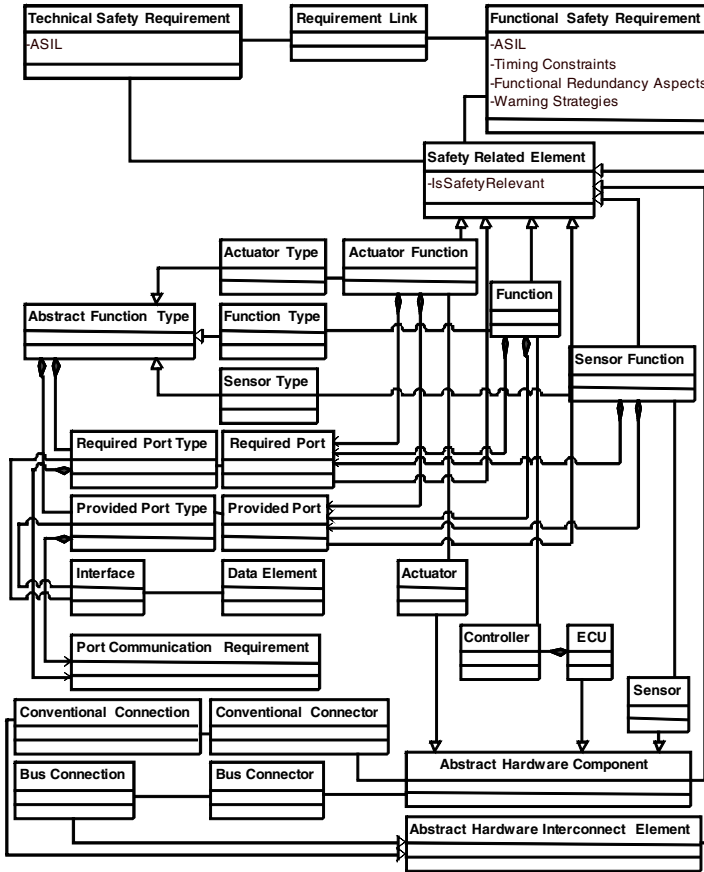 Technical Safety Requirement
-ASIL
Requirement Link
Functional Safety Requirement
-ASIL
-Timing Constraints
-Functional Redundancy Aspects
-Warning Strategies
Safety Related Element
-IsSafetyRelevant
Actuator Type
Actuator Function
Function
Abstract Function Type
Function Type
Sensor Function
Sensor Type
Required Port Type
Required Port
Provided Port Type
Provided Port
Interface
Data Element
Actuator
Port Communication Requirement
Controller
ECU
Sensor
Conventional Connection
Conventional Connector
Bus Connection
Bus Connector
Abstract Hardware Component
Abstract Hardware Interconnect Element